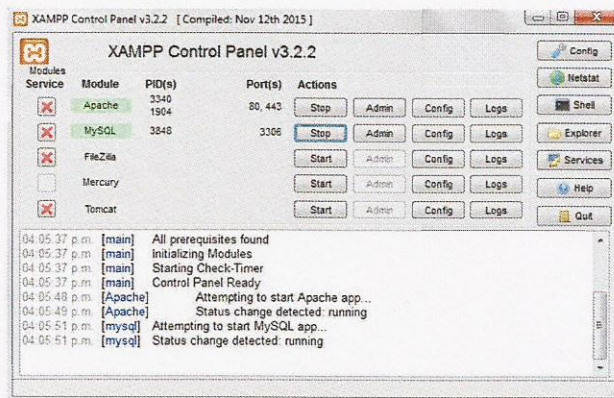 XAMPP Control Panel v3.2.2 [ Compiled: Nov 12th 2015 ]
XAMPP Control Panel v3.2.2
Config
Modules
Service Module PID(s) Port(s) Actions
Netstat
Apache 3340 1904 80, 443 Stop Admin Config Logs Shell
MySQL 3848 3306 Stop Admin Config Logs Explorer
FileZilla Start Admin Config Logs Services
Mercury Start Admin Config Logs Help
Tomcat Start Admin Config Logs Quit
04:05:37 p.m. [main] All prerequisites found
04:05:37 p.m. [main] Initializing Modules
04:05:37 p.m. [main] Starting Check-Timer
04:05:37 p.m. [main] Control Panel Ready
04:05:48 p.m. [Apache] Attempting to start Apache app...
04:05:49 p.m. [Apache] Status change detected: running
04:05:51 p.m. [mysql] Attempting to start MySQL app...
04:05:51 p.m. [mysql] Status change detected: running